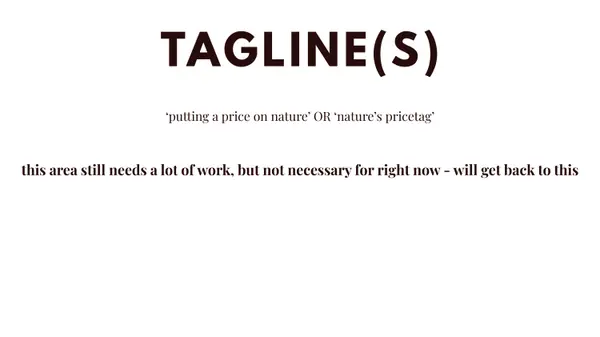 TAGLINE(S)
‘putting a price on nature’ OR ‘nature’s pricetag’
this area still needs a lot of work, but not necessary for right now - will get back to this